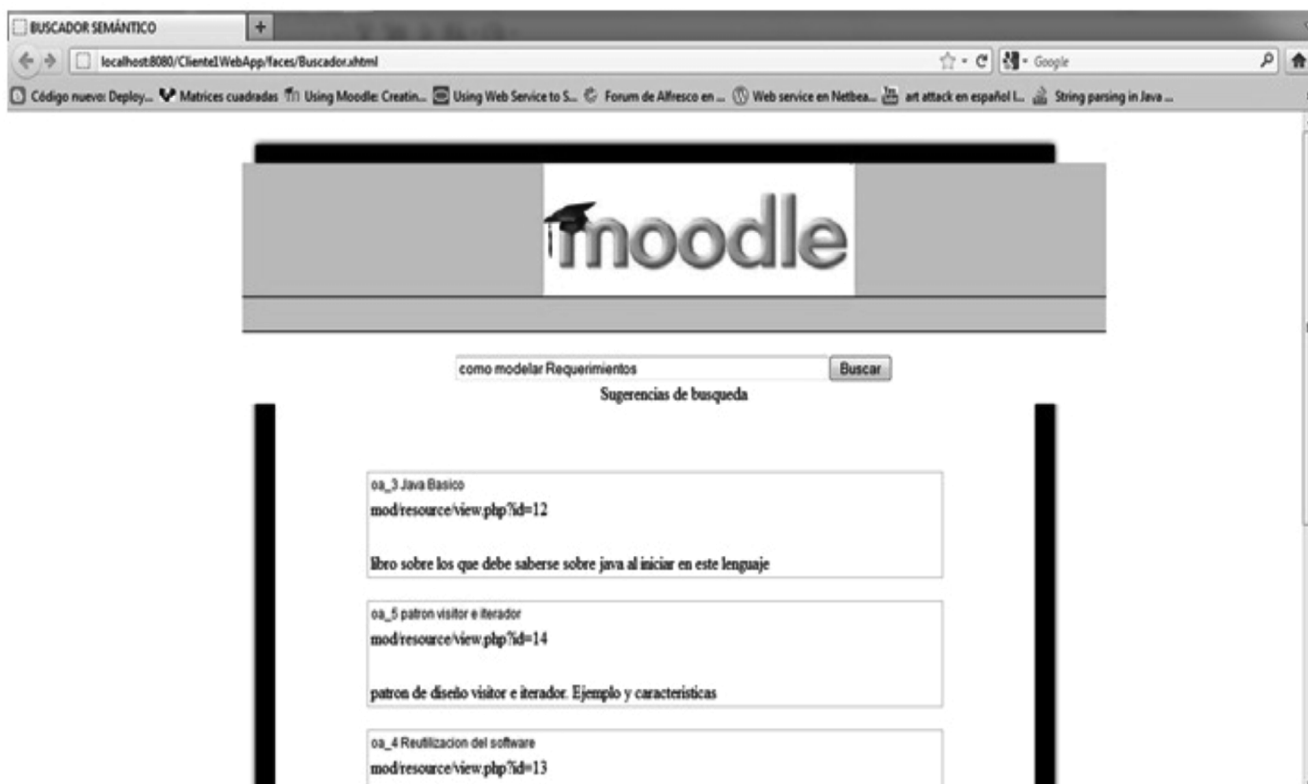 BUSCADOR SEMÁNTICO +
localhost:8080/Cliente1WebApp/faces/Buscador.xhtml Google
Código nuevo: Deploy... Matrices cuadradas Using Moodle: Creatin... Using Web Service to S... Forum de Alfresco en ... Web service en Netbea... art attack en español l... String parsing in Java ...
moodle
como modelar Requerimientos Buscar
Sugerencias de busqueda
oa_3 Java Basico
mod/resource/view.php?id=12
libro sobre los que debe saberse sobre java al iniciar en este lenguaje
oa_5 patron visitor e iterador
mod/resource/view.php?id=14
patron de diseño visitor e iterador. Ejemplo y caracteristicas
oa_4 Reutilizacion del software
mod/resource/view.php?id=13